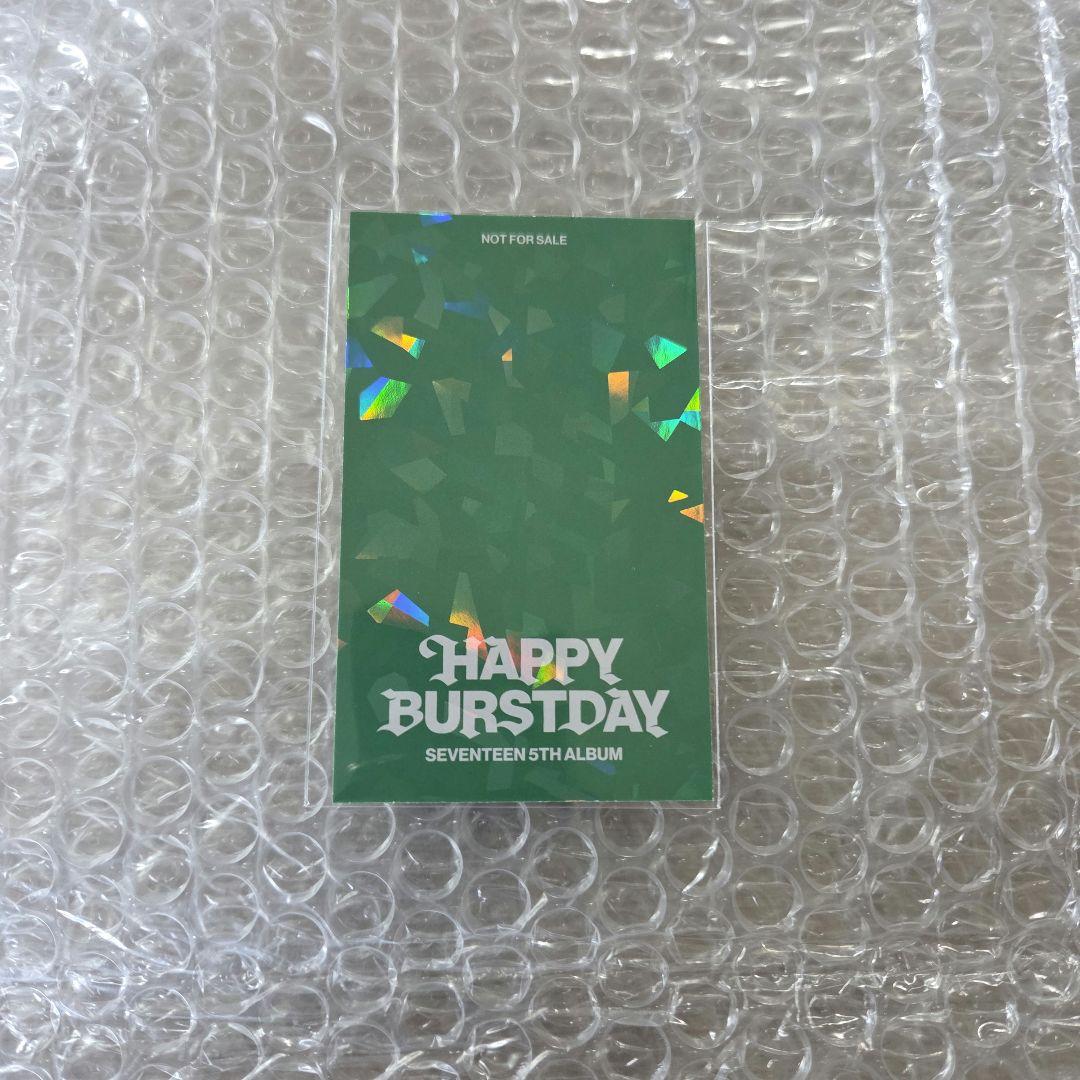 NOT FOR SALE
HAPPY
BURSTDAY
SEVENTEEN 5TH ALBUM